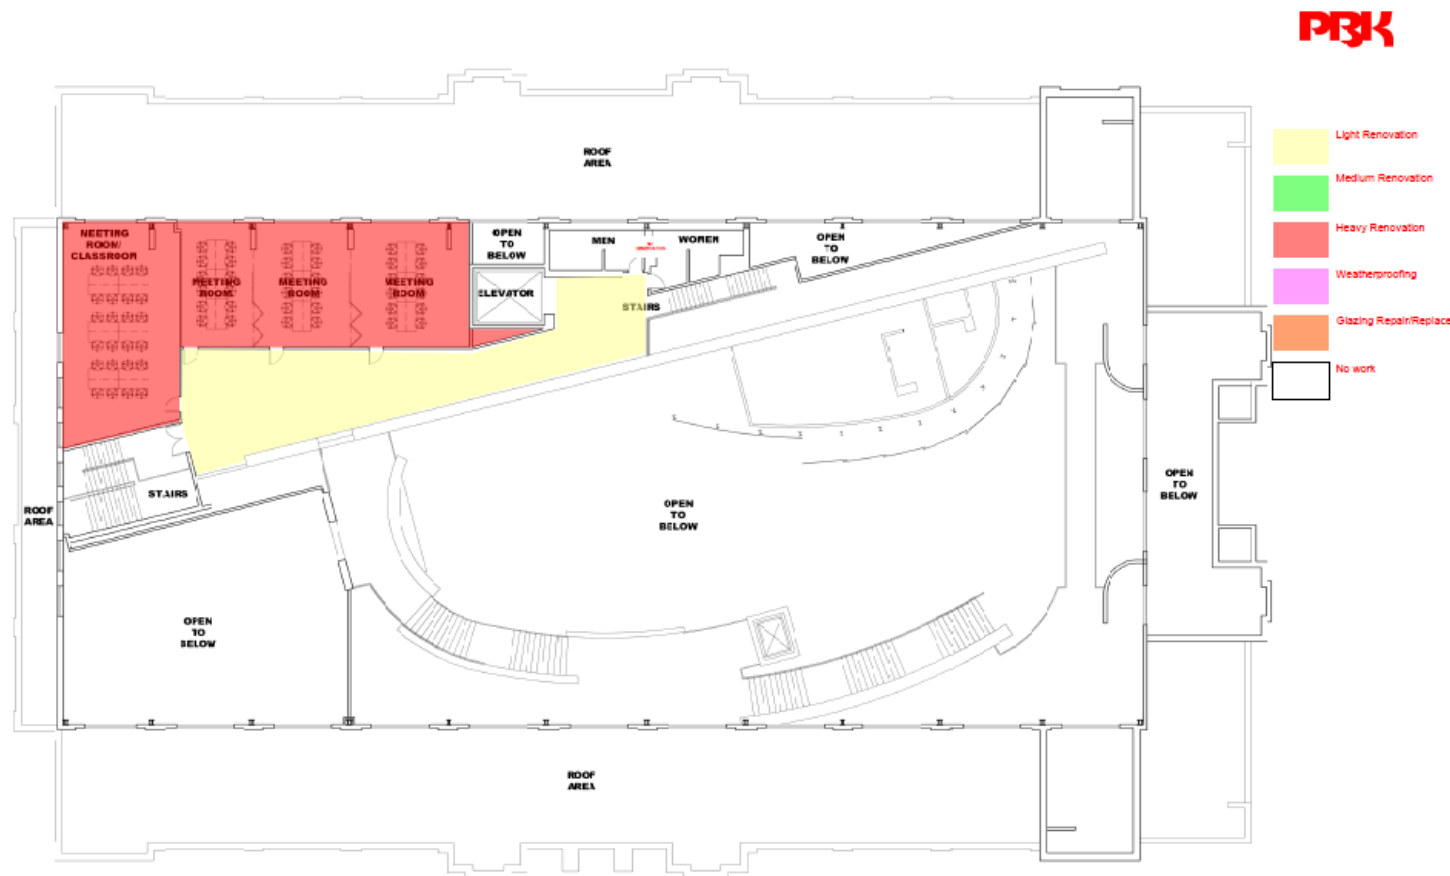 PBK
Light Renovation
Medium Renovation
Heavy Renovation
Weatherproofing
Glazing Repair/Replace
No work
ROOF
AREA
MEETING
ROOM/
CLASSROOM
MEETING
ROOM
MEETING
ROOM
MEETING
ROOM
OPEN
TO
BELOW
MEN
WOMEN
OPEN
TO
BELOW
ELEVATOR
STAIRS
STAIRS
ROOF
AREA
OPEN
TO
BELOW
OPEN
TO
BELOW
OPEN
TO
BELOW
ROOF
AREA